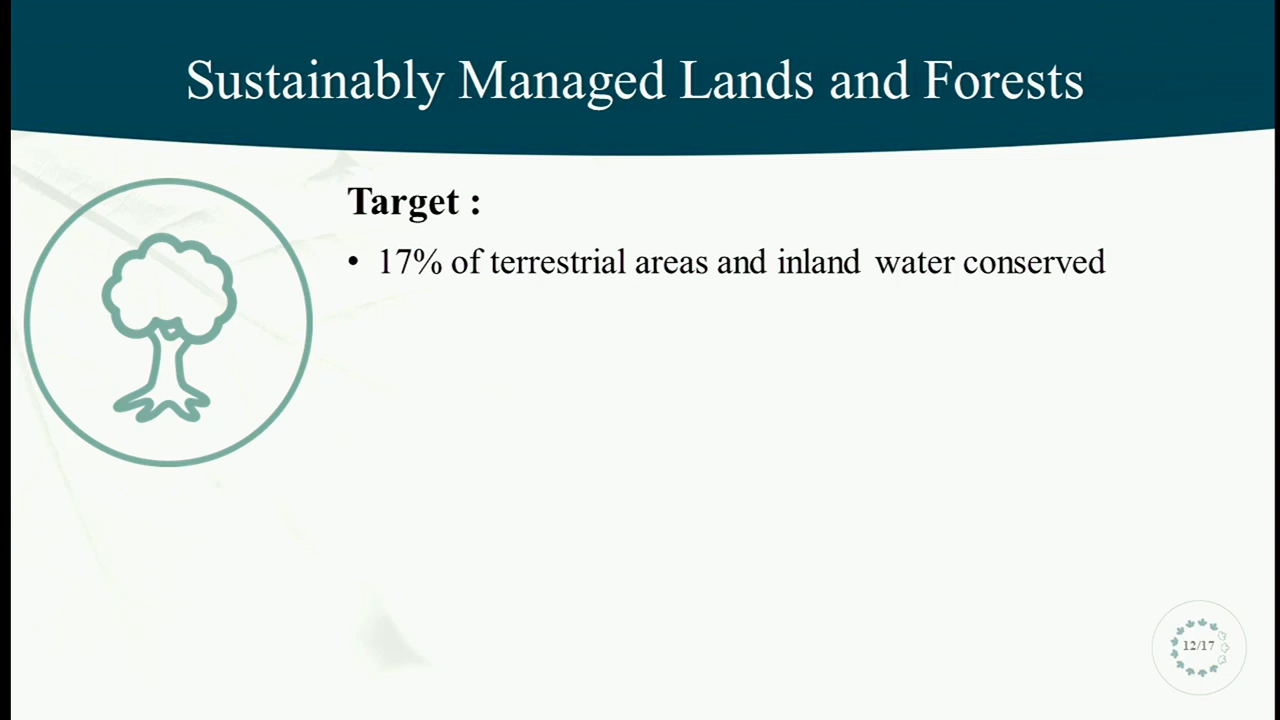 Sustainably Managed Lands and Forests
Target :
• 17% of terrestrial areas and inland water conserved
12/17